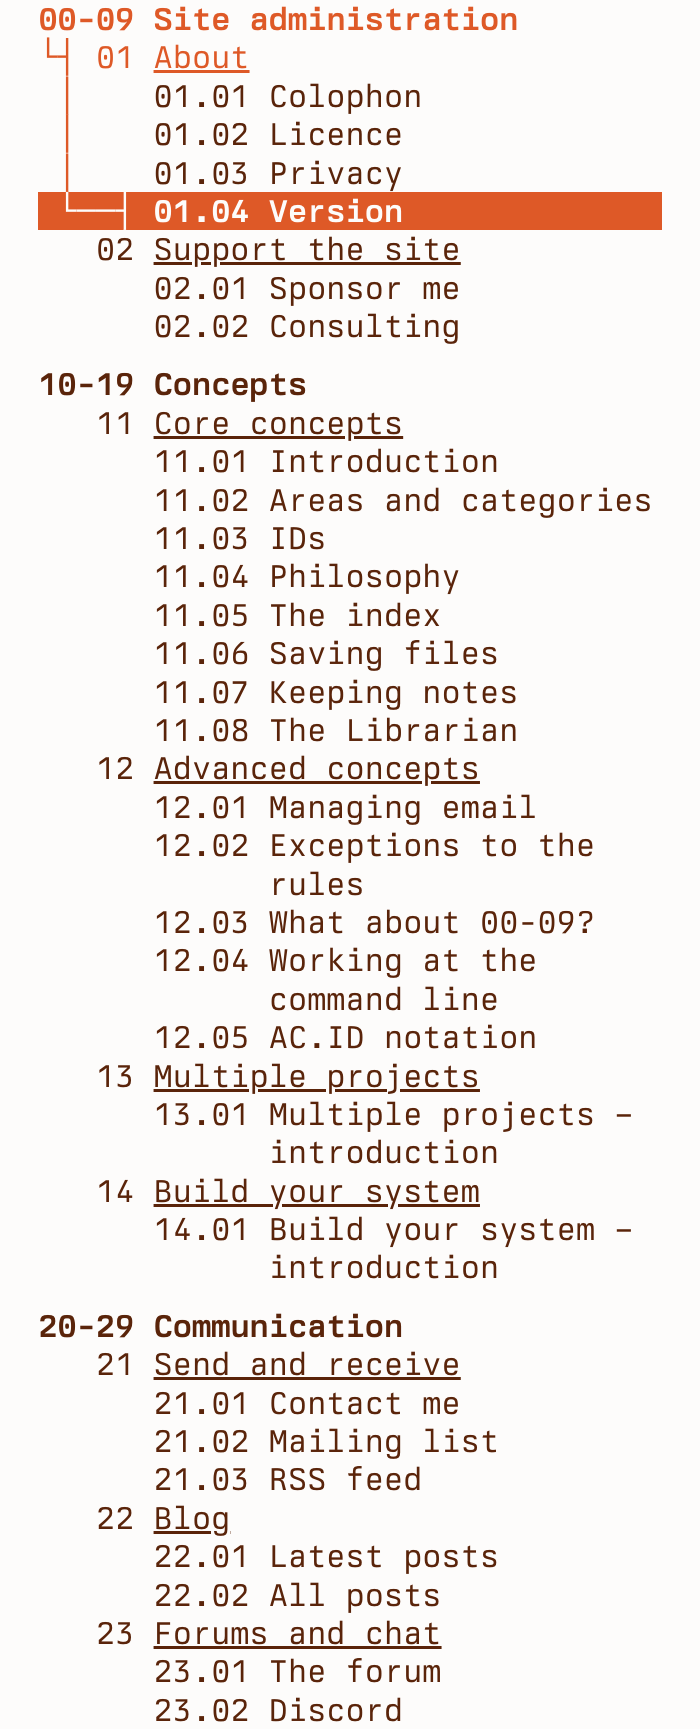 00-09 Site administration
01 About
01.01 Colophon
01.02 Licence
01.03 Privacy
01.04 Version
02 Support the site
02.01 Sponsor me
02.02 Consulting
10-19 Concepts
11 Core concepts
11.01 Introduction
11.02 Areas and categories
11.03 IDs
11.04 Philosophy
11.05 The index
11.06 Saving files
11.07 Keeping notes
11.08 The Librarian
12 Advanced concepts
12.01 Managing email
12.02 Exceptions to the
rules
12.03 What about 00-09?
12.04 Working at the
command line
12.05 AC.ID notation
13 Multiple projects
13.01 Multiple projects –
introduction
14 Build your system
14.01 Build your system –
introduction
20-29 Communication
21 Send and receive
21.01 Contact me
21.02 Mailing list
21.03 RSS feed
22 Blog
22.01 Latest posts
22.02 All posts
23 Forums and chat
23.01 The forum
23.02 Discord